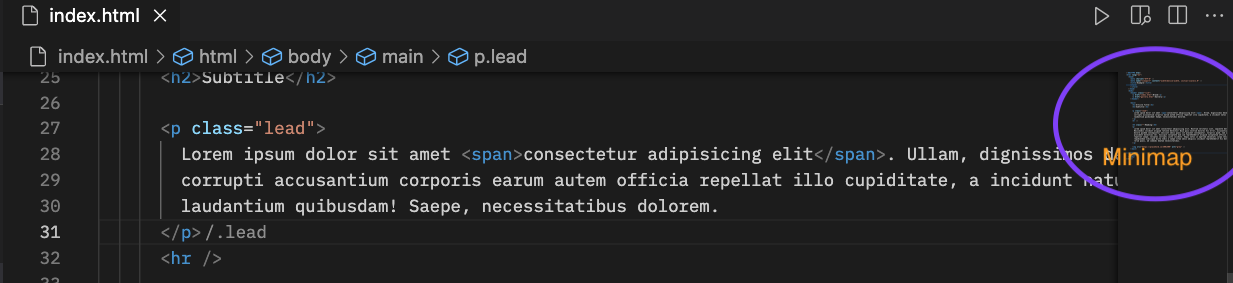 index.html ×
index.html > html > body > main > p.lead
25 <h2>Subtitle</h2>
26
27 <p class="lead">
28 Lorem ipsum dolor sit amet <span>consectetur adipisicing elit</span>. Ullam, dignissimos
29 corrupti accusantium corporis earum autem officia repellat illo cupiditate, a incidunt
30 laudantium quibusdam! Saepe, necessitatibus dolorem.
31 </p>/.lead
32 <hr />
33
Minimap